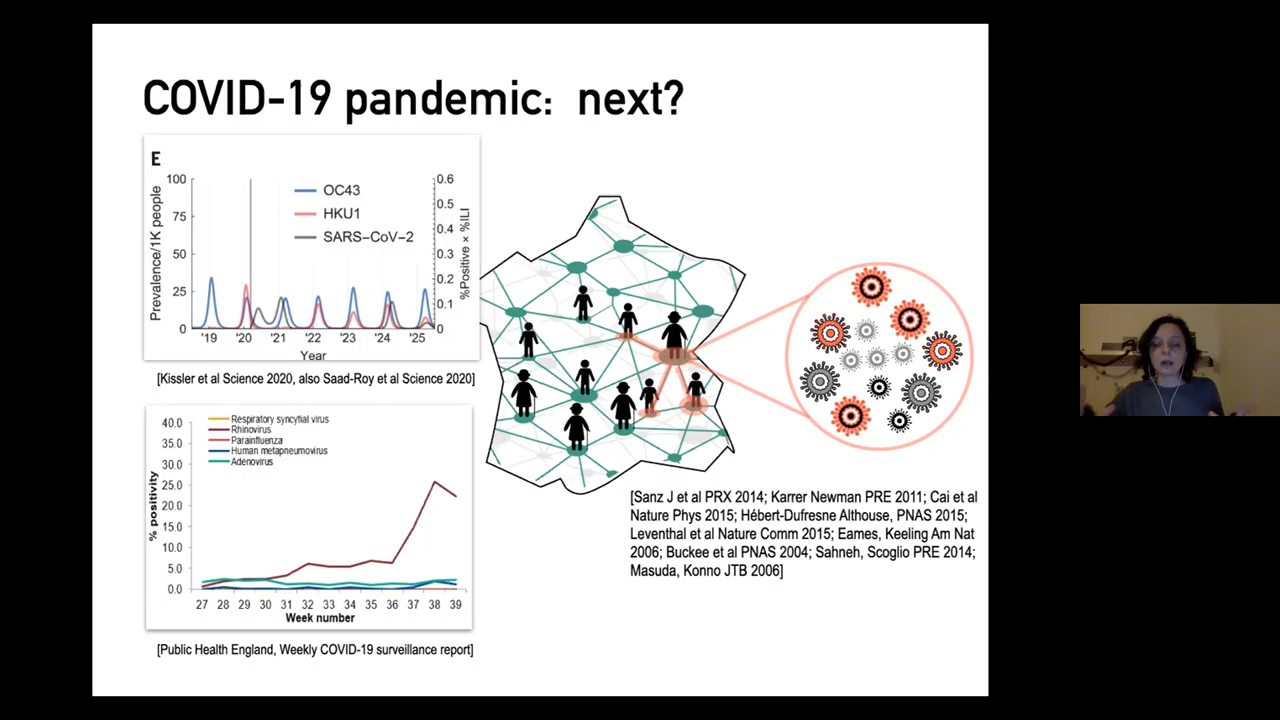 COVID-19 pandemic: next?
E
100
75
50
25
0
Prevalence/1K people
OC43
HKU1
SARS-CoV-2
0.6
0.5
0.4
0.3
0.2
0.1
0
%Positive × %ILI
'19 '20 '21 '22 '23 '24 '25
Year
[Kissler et al Science 2020, also Saad-Roy et al Science 2020]
Respiratory syncytial virus
Rhinovirus
Parainfluenza
Human metapneumovirus
Adenovirus
40.0
35.0
30.0
25.0
20.0
15.0
10.0
5.0
0.0
% positivity
27 28 29 30 31 32 33 34 35 36 37 38 39
Week number
[Public Health England, Weekly COVID-19 surveillance report]
[Sanz J et al PRX 2014; Karrer Newman PRE 2011; Cai et al
Nature Phys 2015; Hébert-Dufresne Althouse, PNAS 2015;
Leventhal et al Nature Comm 2015; Eames, Keeling Am Nat
2006; Buckee et al PNAS 2004; Sahneh, Scoglio PRE 2014;
Masuda, Konno JTB 2006]